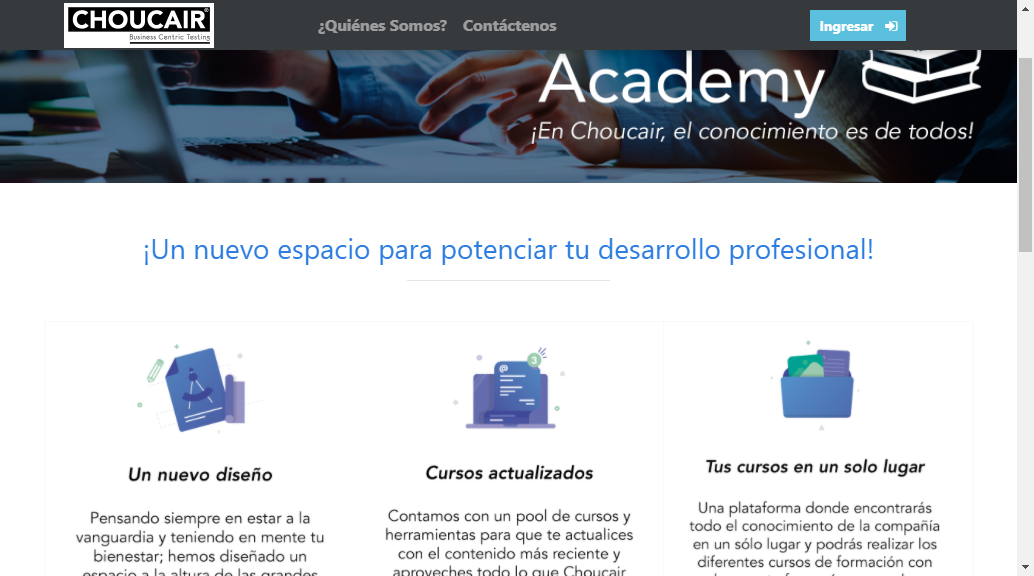 CHOUCAIR®
Business Centric Testing
¿Quiénes Somos? Contáctenos
Ingresar
Academy
¡En Choucair, el conocimiento es de todos!
¡Un nuevo espacio para potenciar tu desarrollo profesional!
3
@
Un nuevo diseño
Pensando siempre en estar a la
vanguardia y teniendo en mente tu
bienestar; hemos diseñado un
espacio a la altura de las grandes
Cursos actualizados
Contamos con un pool de cursos y
herramientas para que te actualices
con el contenido más reciente y
aproveches todo lo que Choucair
Tus cursos en un solo lugar
Una plataforma donde encontrarás
todo el conocimiento de la compañía
en un sólo lugar y podrás realizar los
diferentes cursos de formación con